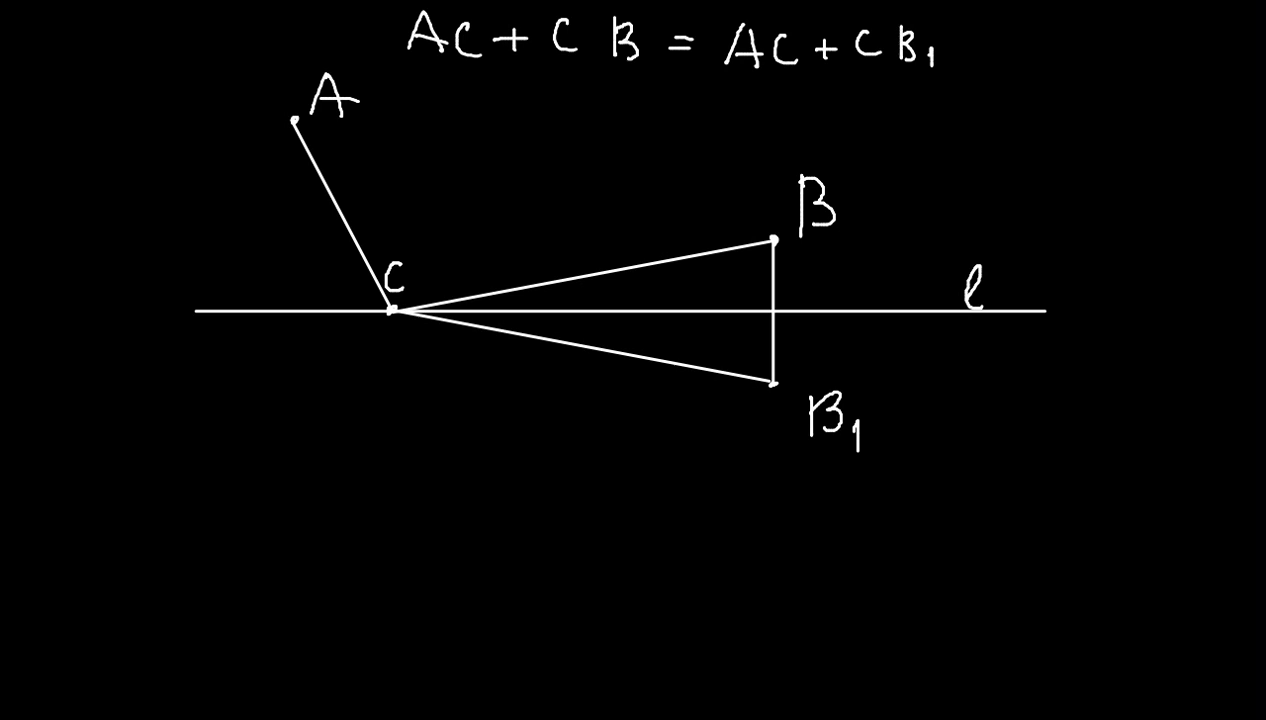 AC + CB = AC + CB₁
A
B
C
l
B₁